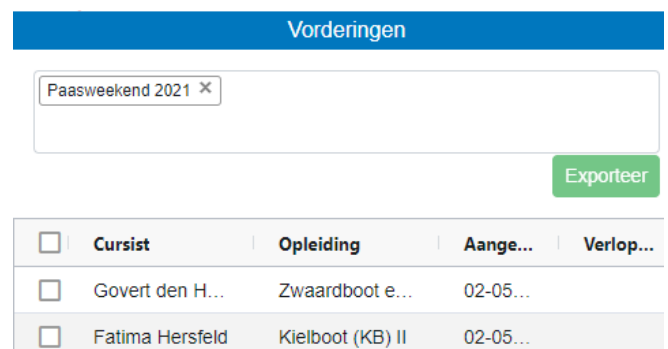 Vorderingen
Paasweekend 2021 ×
Exporteer
Cursist Opleiding Aange... Verlop...
Govert den H... Zwaardboot e... 02-05...
Fatima Hersfeld Kielboot (KB) II 02-05...